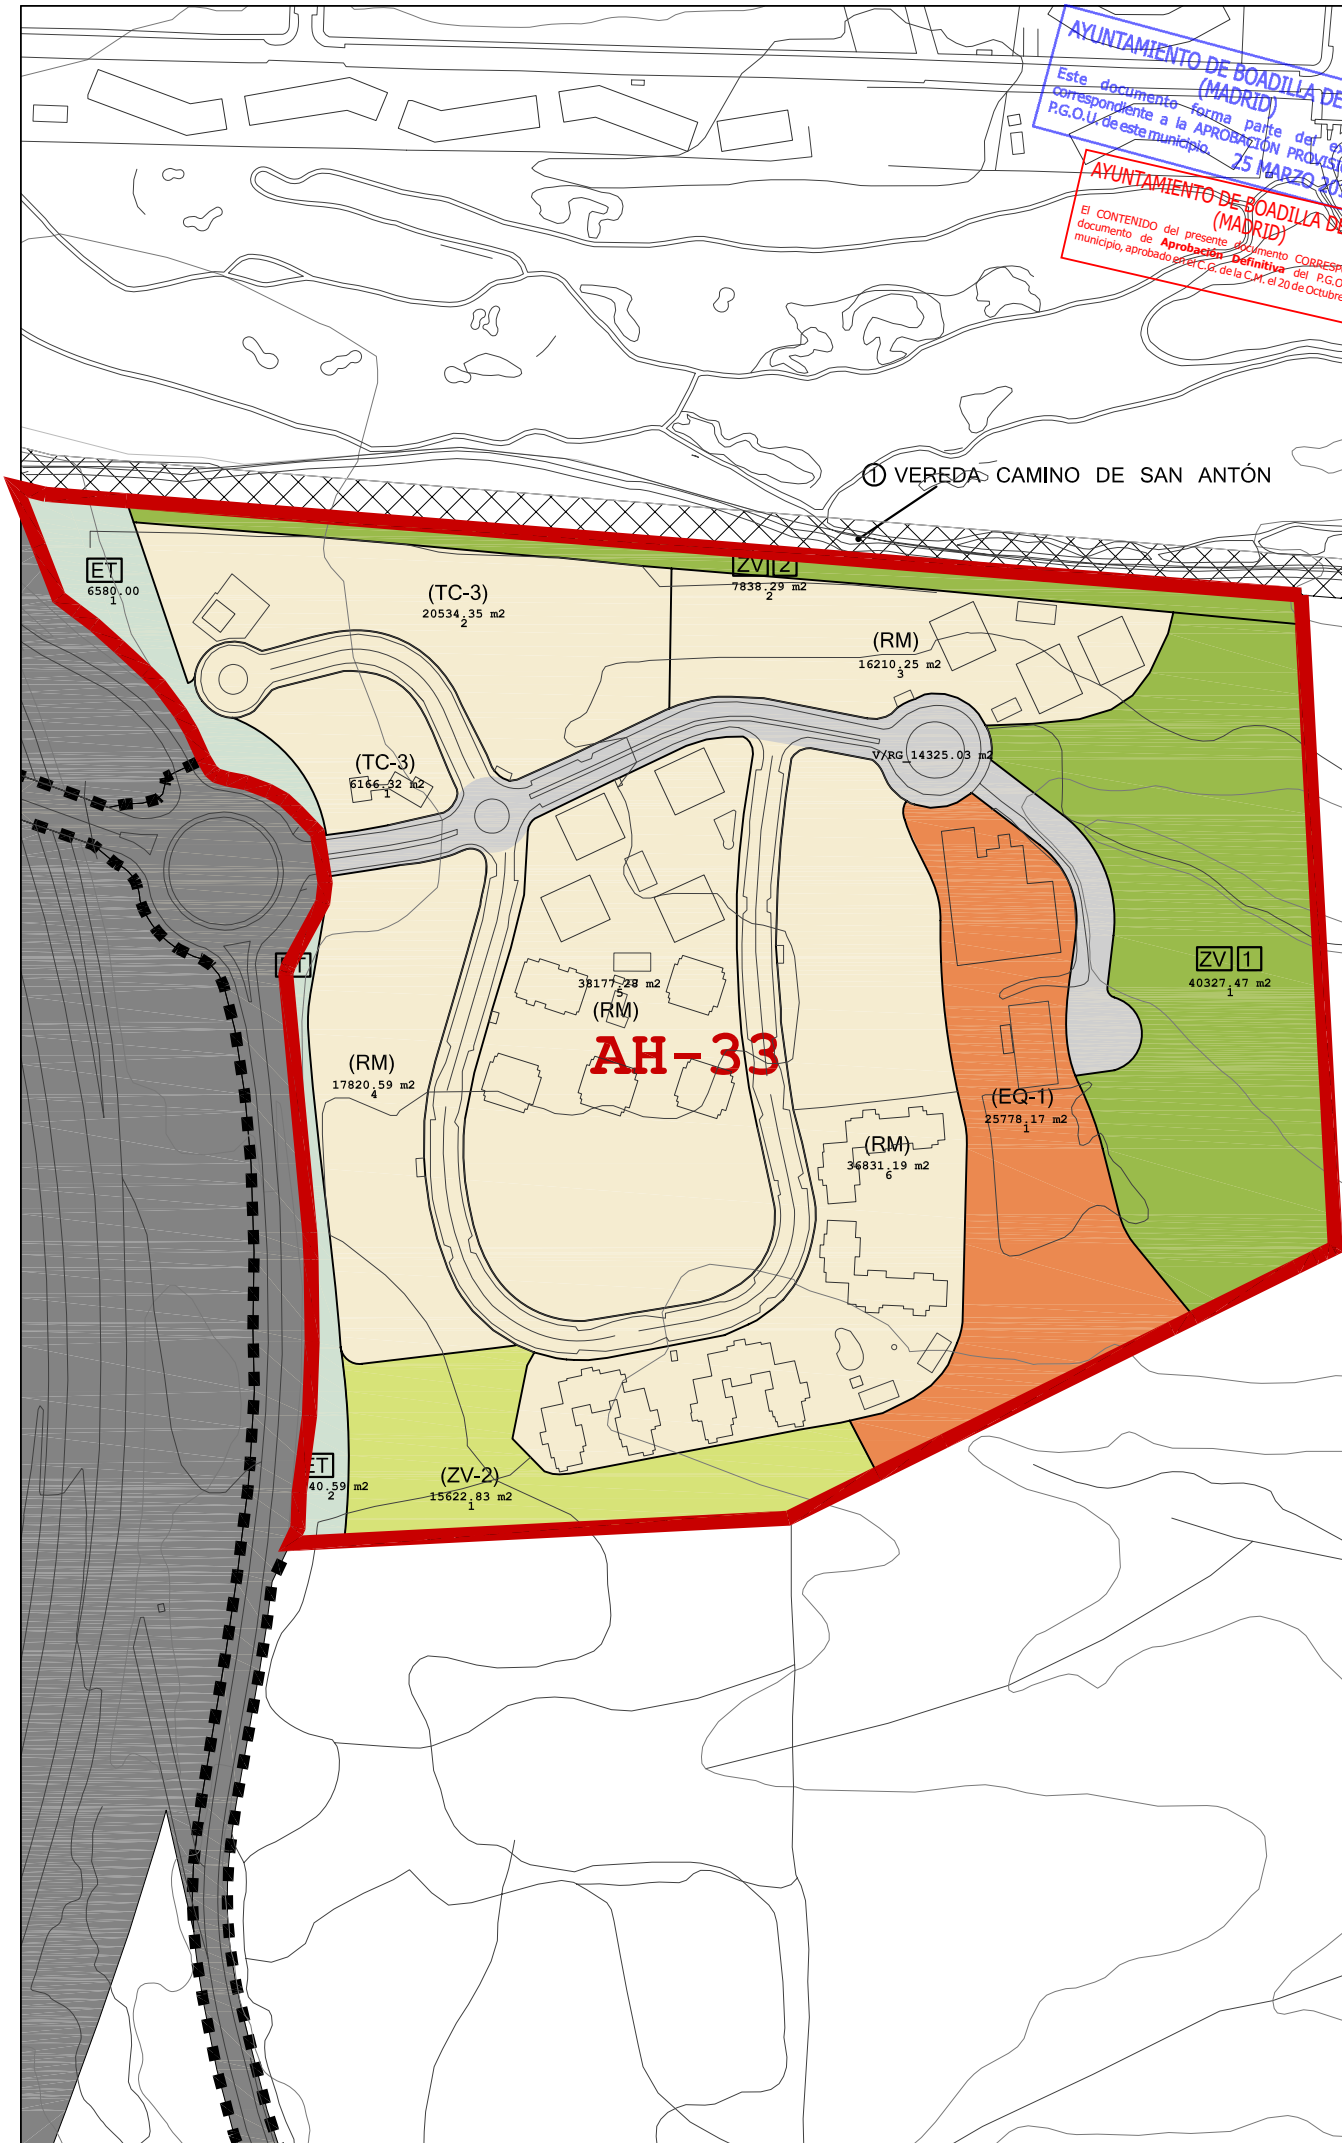 AYUNTAMIENTO DE BOADILLA DE
(MADRID)
Este documento forma parte del
correspondiente a la APROBACIÓN
P.G.O.U. de este municipio.
25 MARZO
AYUNTAMIENTO DE BOADILLA DE
(MADRID)
El CONTENIDO del presente documento
documento de Aprobación Definitiva del
municipio, aprobado en el C.G. de la C.M. el 20 de Octubre
1 VEREDA CAMINO DE SAN ANTÓN
ET
6580.00
1
ZV 2
7838.29 m2
2
(TC-3)
20534.35 m2
2
(RM)
16210.25 m2
3
(TC-3)
6166.32 m2
1
V/RG 14325.03 m2
ZV 1
40327.47 m2
1
38177.28 m2
5
(RM)
AH-33
(RM)
17820.59 m2
4
(EQ-1)
25778.17 m2
1
(RM)
36831.19 m2
6
ET
40.59 m2
2
(ZV-2)
15622.83 m2
1